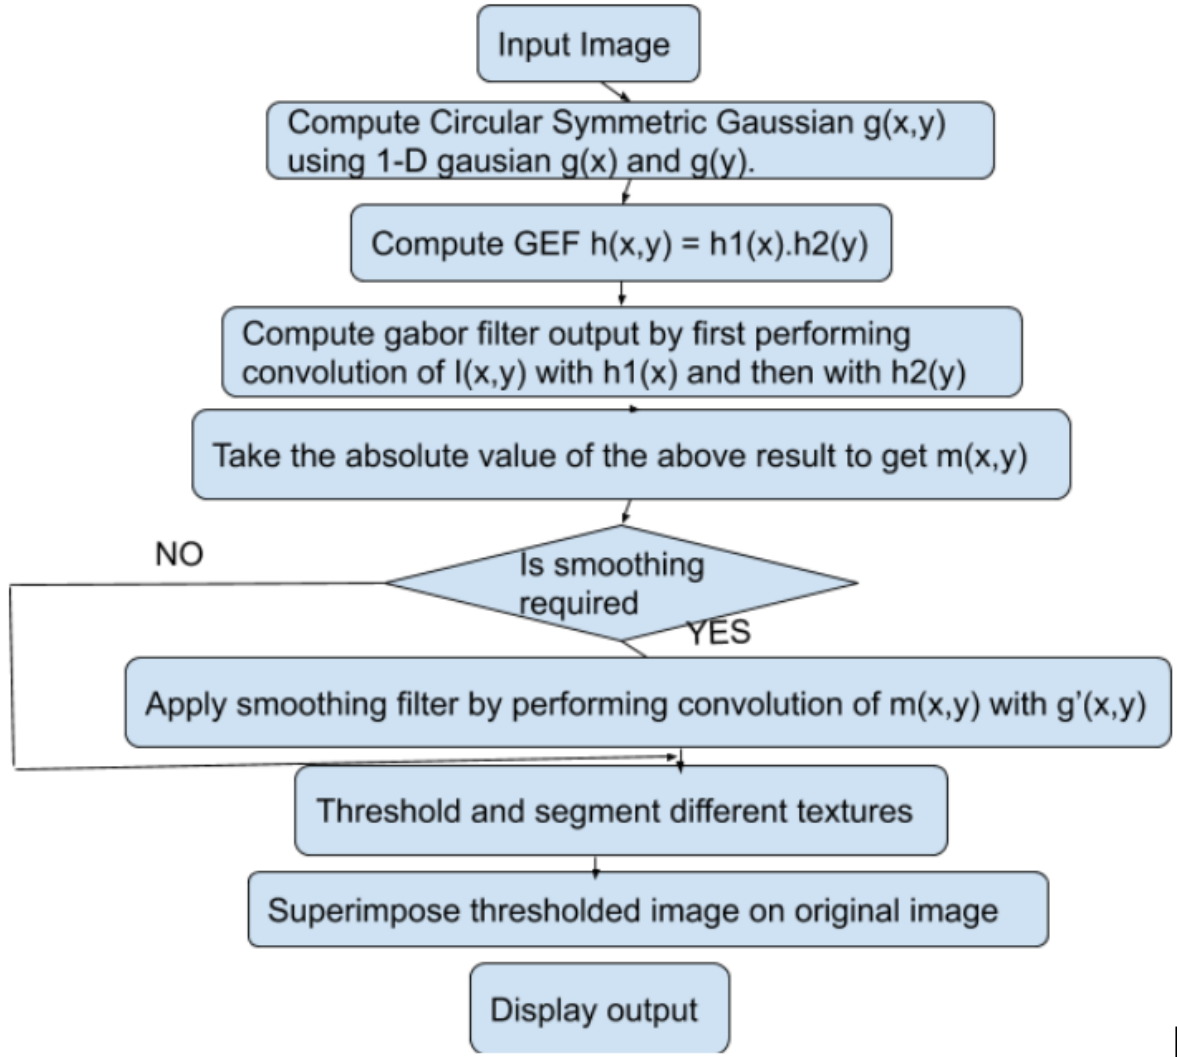 Input Image
Compute Circular Symmetric Gaussian g(x,y)
using 1-D gausian g(x) and g(y).
Compute GEF h(x,y) = h1(x).h2(y)
Compute gabor filter output by first performing
convolution of I(x,y) with h1(x) and then with h2(y)
Take the absolute value of the above result to get m(x,y)
NO
Is smoothing
required
YES
Apply smoothing filter by performing convolution of m(x,y) with g’(x,y)
Threshold and segment different textures
Superimpose thresholded image on original image
Display output